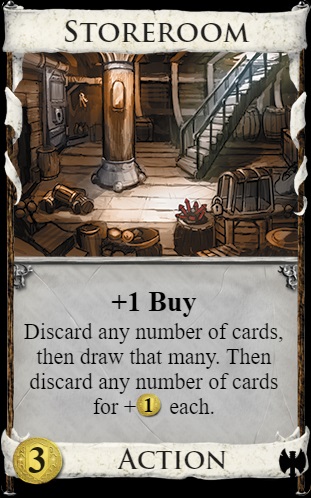 STOREROOM
+1 Buy
Discard any number of cards,
then draw that many. Then
discard any number of cards
for +1 each.
3 ACTION